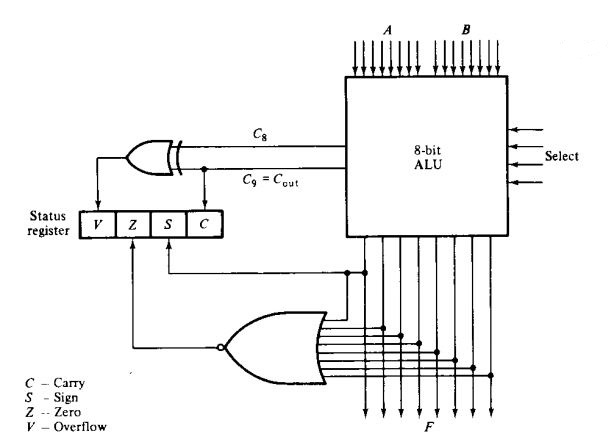 A B
C₈
8-bit
ALU
Select
C₉ = Cout
Status
register
V Z S C
C – Carry
S - Sign
Z -- Zero
V – Overflow
F